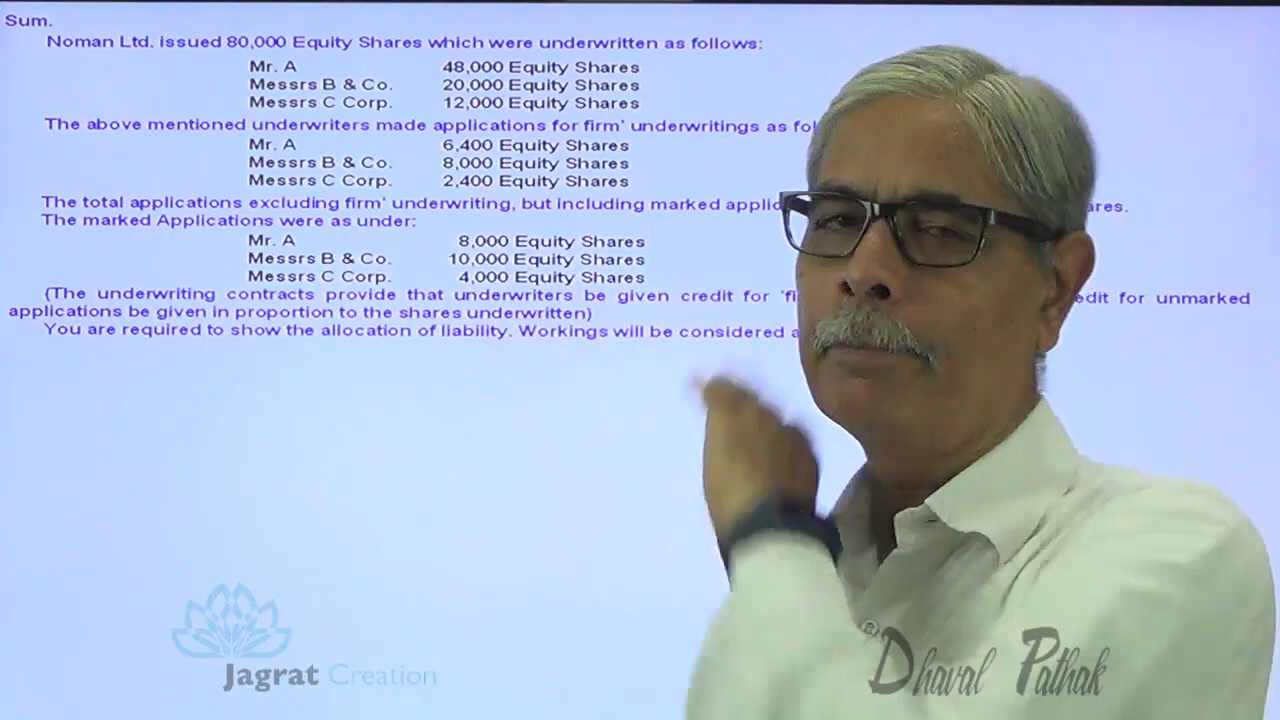 Sum.
Noman Ltd. issued 80,000 Equity Shares which were underwritten as follows:
Mr. A 48,000 Equity Shares
Messrs B & Co. 20,000 Equity Shares
Messrs C Corp. 12,000 Equity Shares
The above mentioned underwriters made applications for firm' underwritings as
Mr. A 6,400 Equity Shares
Messrs B & Co. 8,000 Equity Shares
Messrs C Corp. 2,400 Equity Shares
The total applications excluding firm' underwriting, but including marked
The marked Applications were as under:
Mr. A 8,000 Equity Shares
Messrs B & Co. 10,000 Equity Shares
Messrs C Corp. 4,000 Equity Shares
(The underwriting contracts provide that underwriters be given credit for for unmarked
applications be given in proportion to the shares underwritten)
You are required to show the allocation of liability. Workings will be considered
Jagrat Creation
Dhaval Pathak